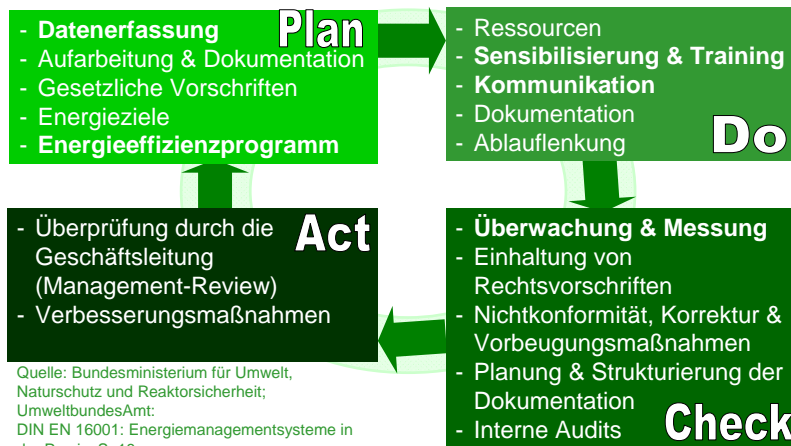 Plan
- Datenerfassung
- Aufarbeitung & Dokumentation
- Gesetzliche Vorschriften
- Energieziele
- Energieeffizienzprogramm
- Ressourcen
- Sensibilisierung & Training
- Kommunikation
- Dokumentation
- Ablauflenkung
Do
- Überwachung & Messung
- Einhaltung von
Rechtsvorschriften
- Nichtkonformität, Korrektur &
Vorbeugungsmaßnahmen
- Planung & Strukturierung der
Dokumentation
- Interne Audits
Check
Act
- Überprüfung durch die
Geschäftsleitung
(Management-Review)
- Verbesserungsmaßnahmen
Quelle: Bundesministerium für Umwelt,
Naturschutz und Reaktorsicherheit;
UmweltbundesAmt:
DIN EN 16001: Energiemanagementsysteme in